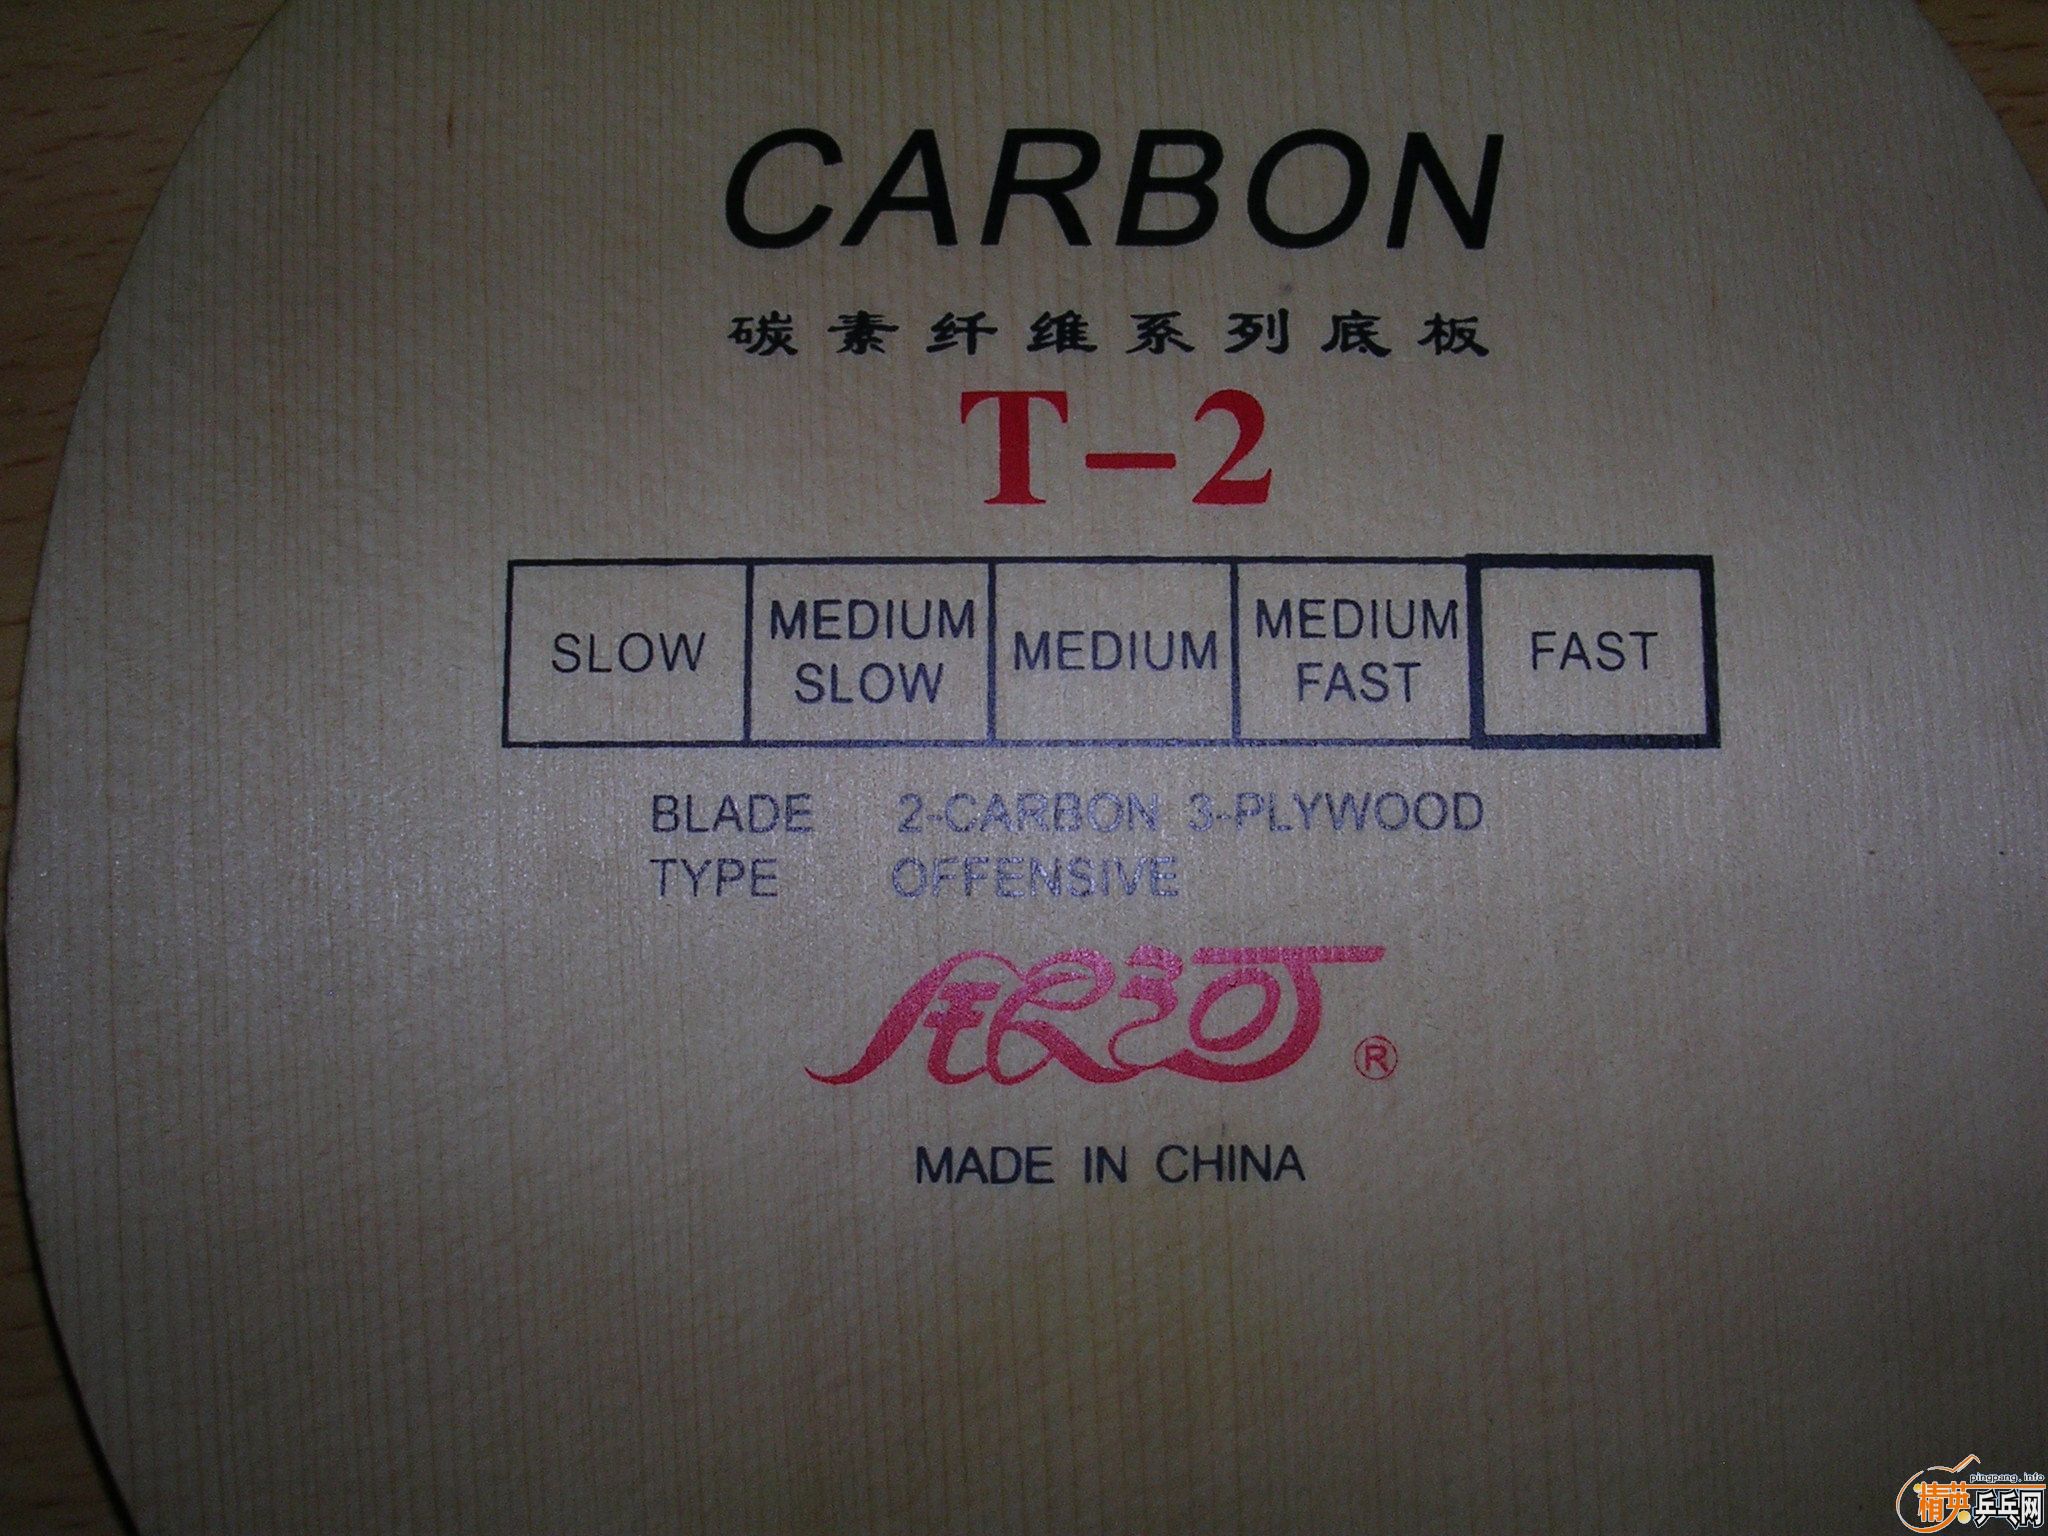 CARBON
碳素纤维系列底板
T-2
SLOW
MEDIUM SLOW
MEDIUM
MEDIUM FAST
FAST
BLADE 2-CARBON 3-PLYWOOD
TYPE OFFENSIVE
银河®
MADE IN CHINA
pingpang.info
精英乒乓网